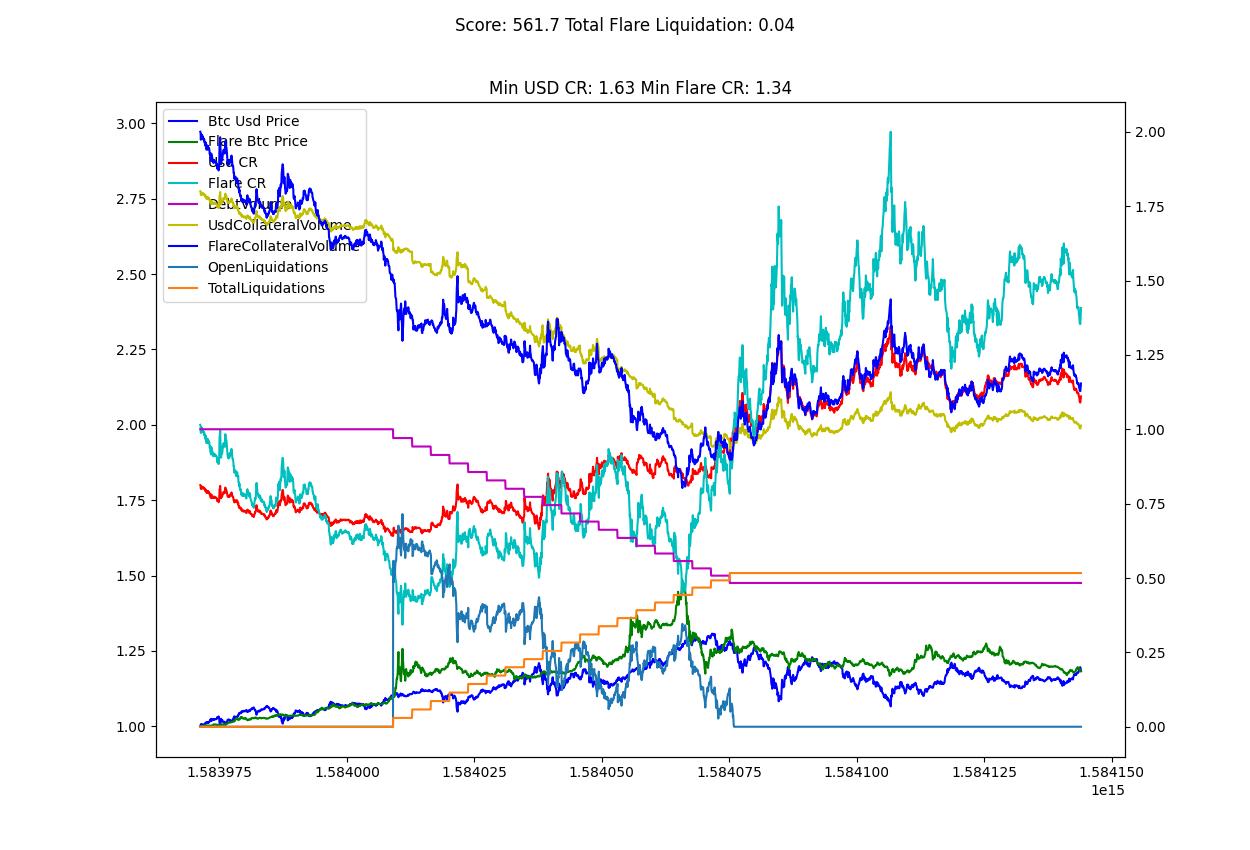 Score: 561.7 Total Flare Liquidation: 0.04
Min USD CR: 1.63 Min Flare CR: 1.34
3.00
2.75
2.50
2.25
2.00
1.75
1.50
1.25
1.00
Btc Usd Price
Flare Btc Price
Usd CR
Flare CR
DebtVolume
UsdCollateralVolume
FlareCollateralVolume
OpenLiquidations
TotalLiquidations
2.00
1.75
1.50
1.25
1.00
0.75
0.50
0.25
0.00
1.583975 1.584000 1.584025 1.584050 1.584075 1.584100 1.584125 1.584150
1e15